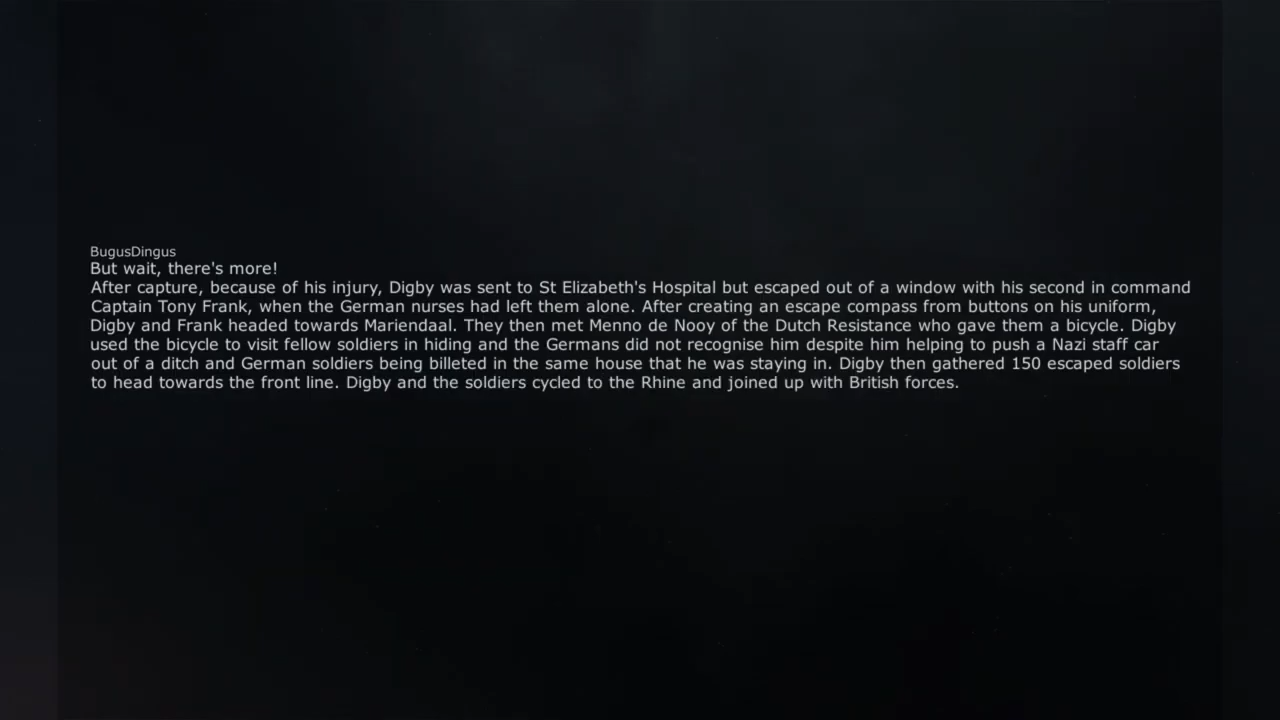 BugusDingus
But wait, there's more!
After capture, because of his injury, Digby was sent to St Elizabeth's Hospital but escaped out of a window with his second in command
Captain Tony Frank, when the German nurses had left them alone. After creating an escape compass from buttons on his uniform,
Digby and Frank headed towards Mariendaal. They then met Menno de Nooy of the Dutch Resistance who gave them a bicycle. Digby
used the bicycle to visit fellow soldiers in hiding and the Germans did not recognise him despite him helping to push a Nazi staff car
out of a ditch and German soldiers being billeted in the same house that he was staying in. Digby then gathered 150 escaped soldiers
to head towards the front line. Digby and the soldiers cycled to the Rhine and joined up with British forces.